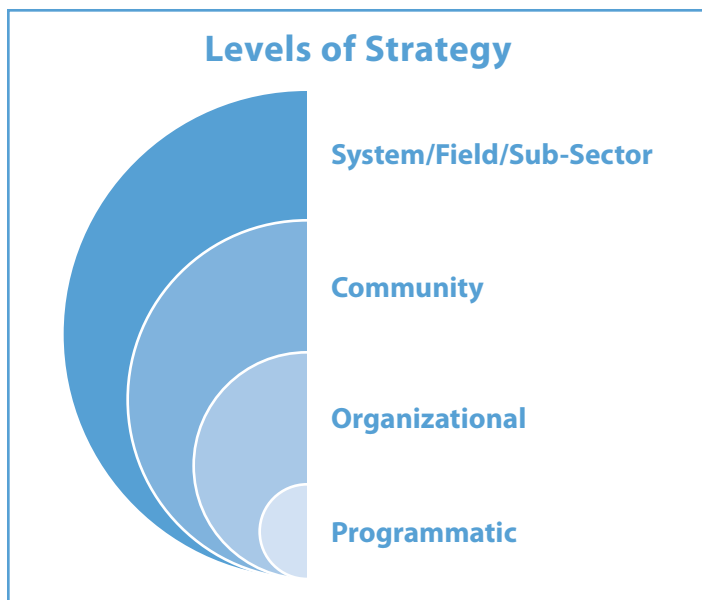 Levels of Strategy
System/Field/Sub-Sector
Community
Organizational
Programmatic